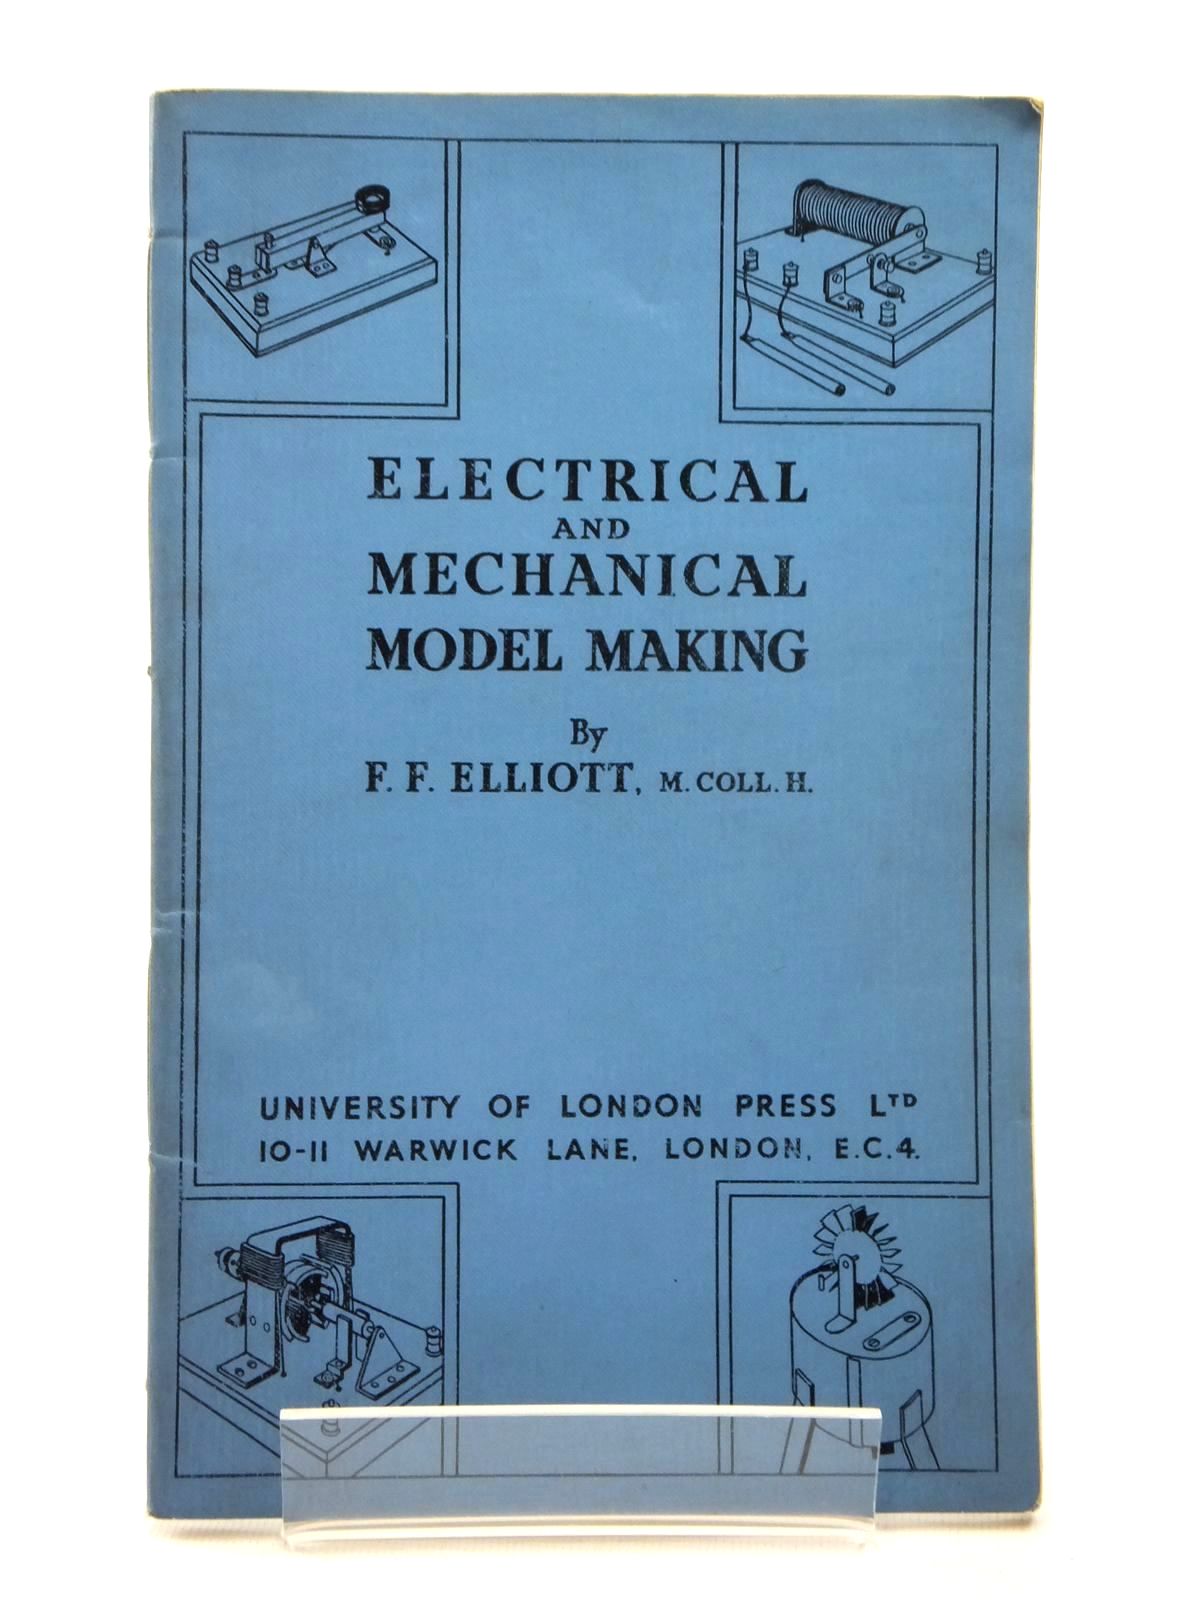 ELECTRICAL
AND
MECHANICAL
MODEL MAKING
By
F. F. ELLIOTT, M. COLL. H.
UNIVERSITY OF LONDON PRESS LTD
10-11 WARWICK LANE, LONDON, E.C.4.